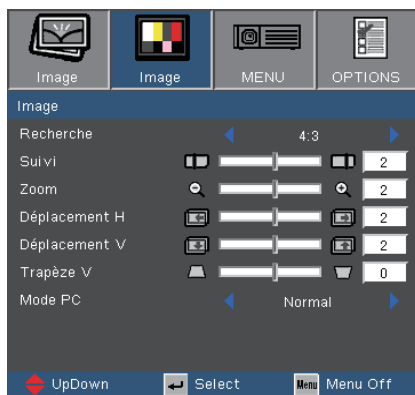 Image Image MENU OPTIONS
Image
Recherche 4:3
Suivi 2
Zoom 2
Déplacement H 2
Déplacement V 2
Trapèze V 0
Mode PC Normal
UpDown Select Menu Menu Off